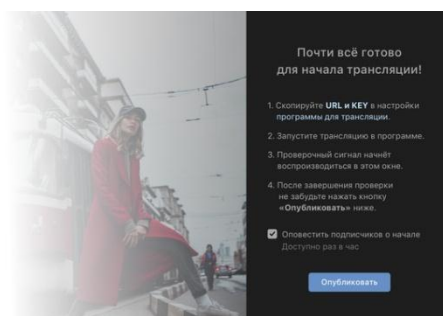 Почти всё готово
для начала трансляции!
1. Скопируйте URL и KEY в настройки
программы для трансляции.
2. Запустите трансляцию в программе.
3. Проверочный сигнал начнёт
воспроизводиться в этом окне.
4. После завершения проверки
не забудьте нажать кнопку
«Опубликовать» ниже.
Оповестить подписчиков о начале
Доступно раз в час
Опубликовать